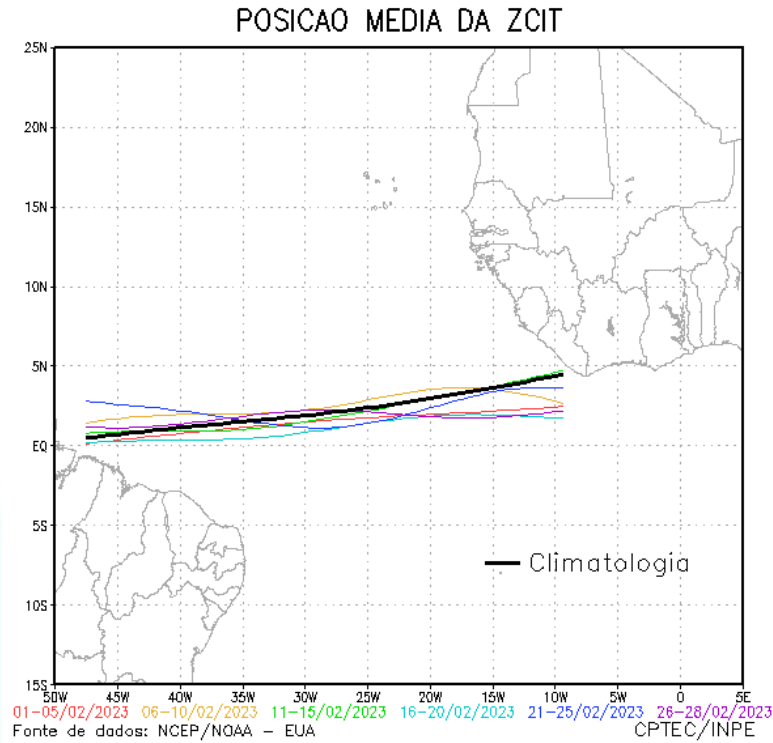 POSICAO MEDIA DA ZCIT
25N
20N
15N
10N
5N
EQ
5S
10S
15S
Climatologia
50W 45W 40W 35W 30W 25W 20W 15W 10W 5W 0 5E
01-05/02/2023 06-10/02/2023 11-15/02/2023 16-20/02/2023 21-25/02/2023 26-28/02/2023
Fonte de dados: NCEP/NOAA - EUA CPTEC/INPE